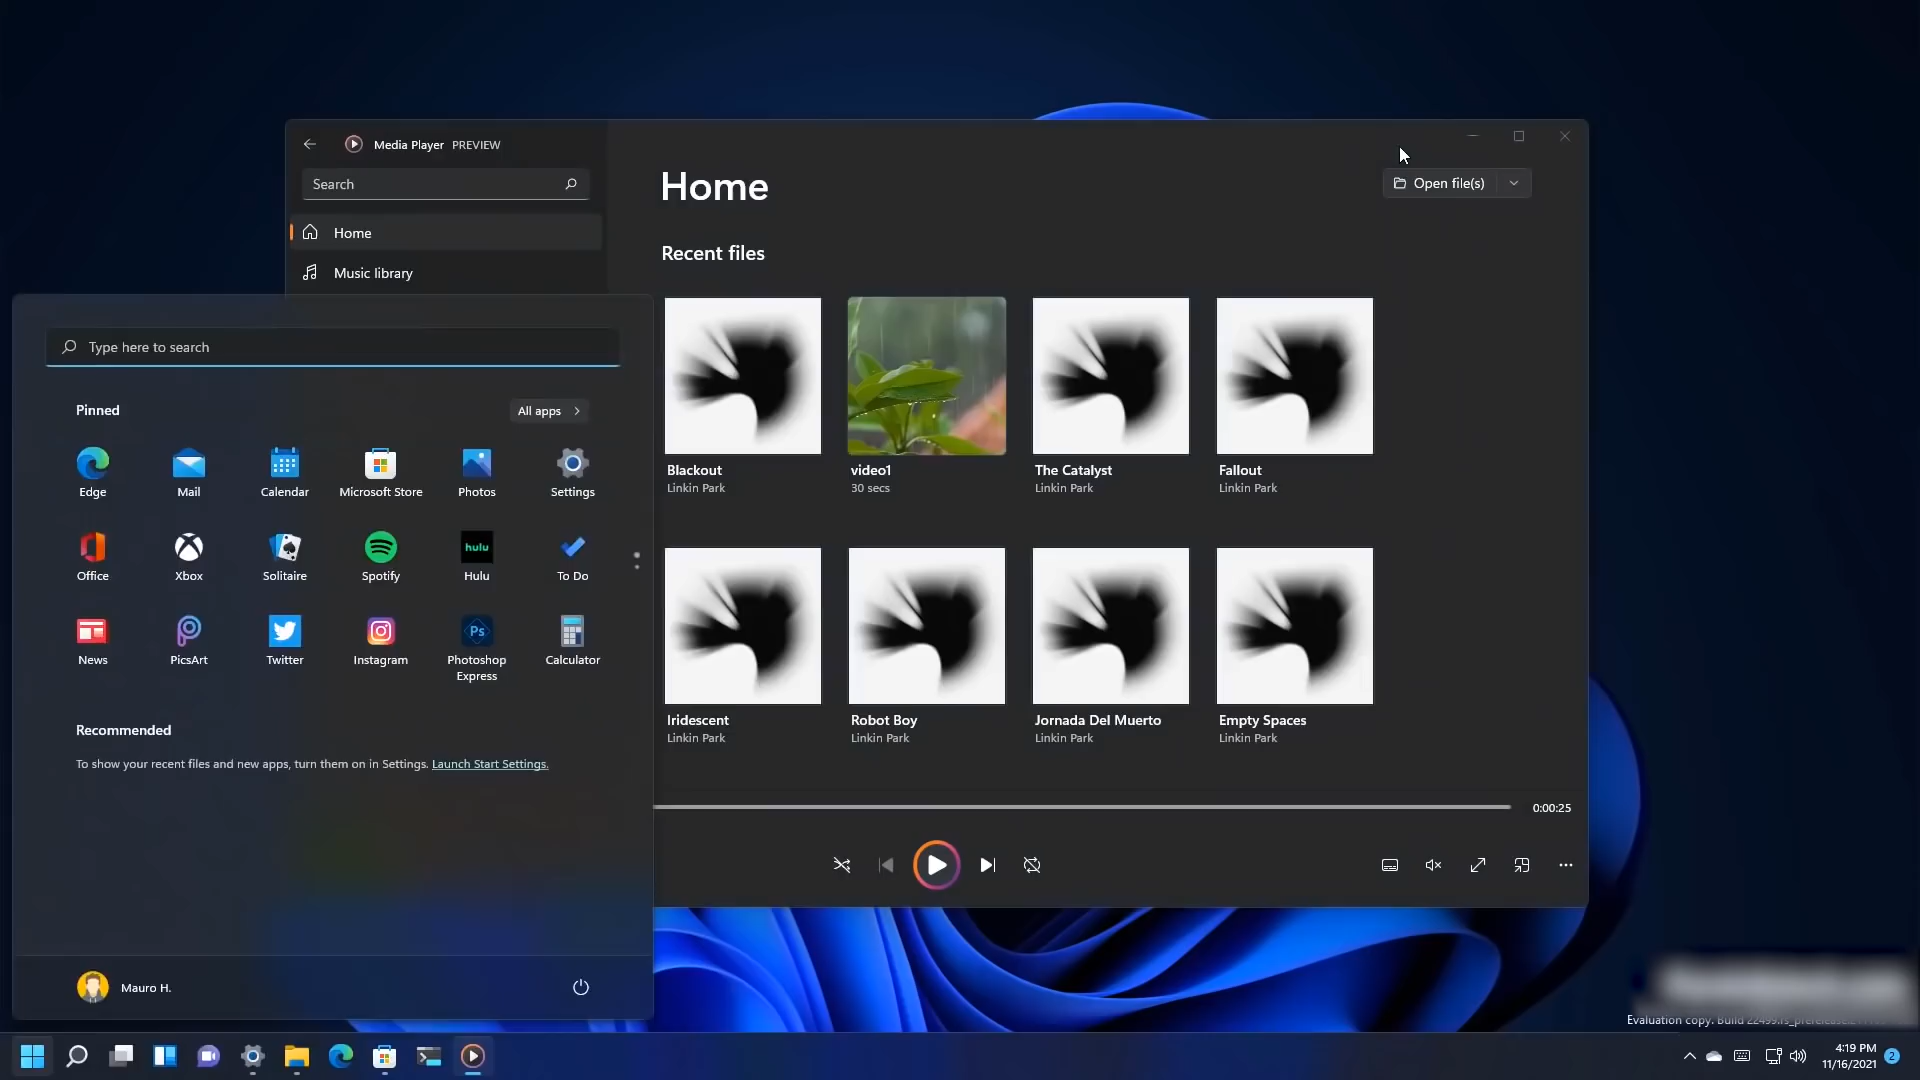 Media Player PREVIEW
Search
Home
Music library
Home
Open file(s)
Recent files
Blackout
Linkin Park
video1
30 secs
The Catalyst
Linkin Park
Fallout
Linkin Park
Iridescent
Linkin Park
Robot Boy
Linkin Park
Jornada Del Muerto
Linkin Park
Empty Spaces
Linkin Park
0:00:25
Type here to search
Pinned
All apps
Edge
Mail
Calendar
Microsoft Store
Photos
Settings
Office
Xbox
Solitaire
Spotify
hulu
Hulu
To Do
News
PicsArt
Twitter
Instagram
Ps
Photoshop
Express
Calculator
Recommended
To show your recent files and new apps, turn them on in Settings. Launch Start Settings.
Mauro H.
Evaluation copy. Build
4:19 PM
11/16/2021
2